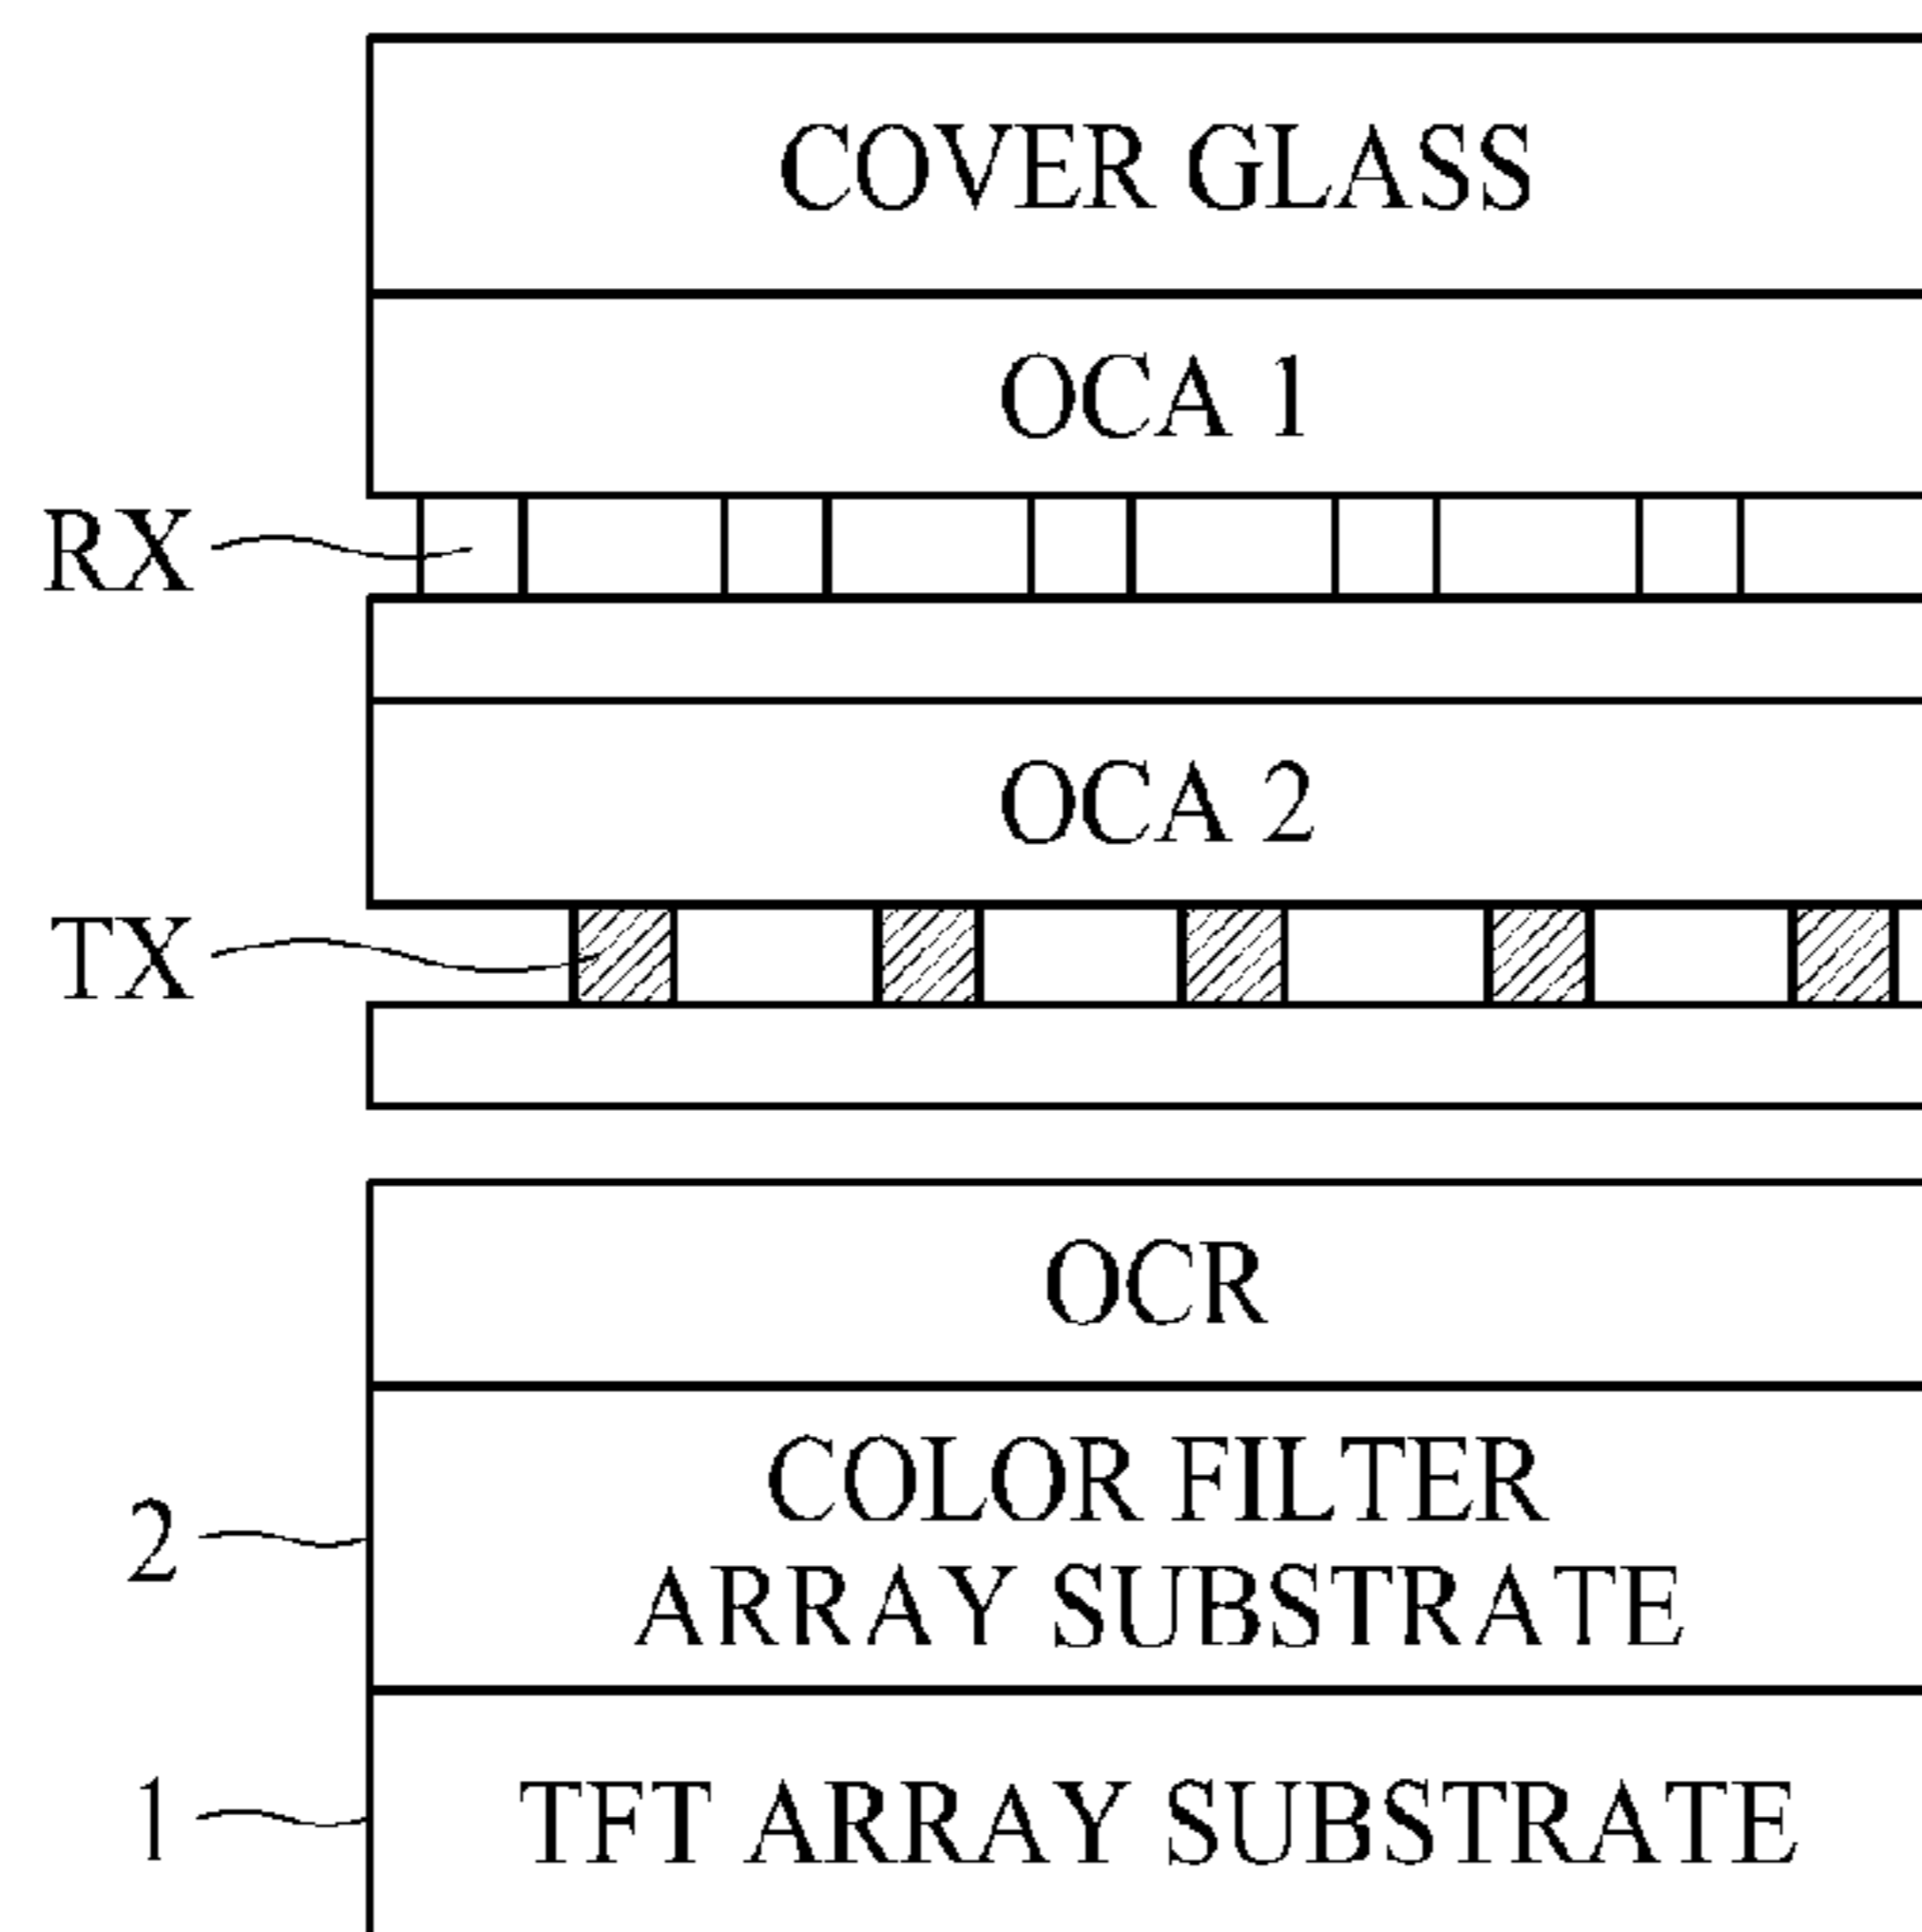 COVER GLASS
OCA 1
RX
OCA 2
TX
OCR
COLOR FILTER
2
ARRAY SUBSTRATE
1
TFT ARRAY SUBSTRATE